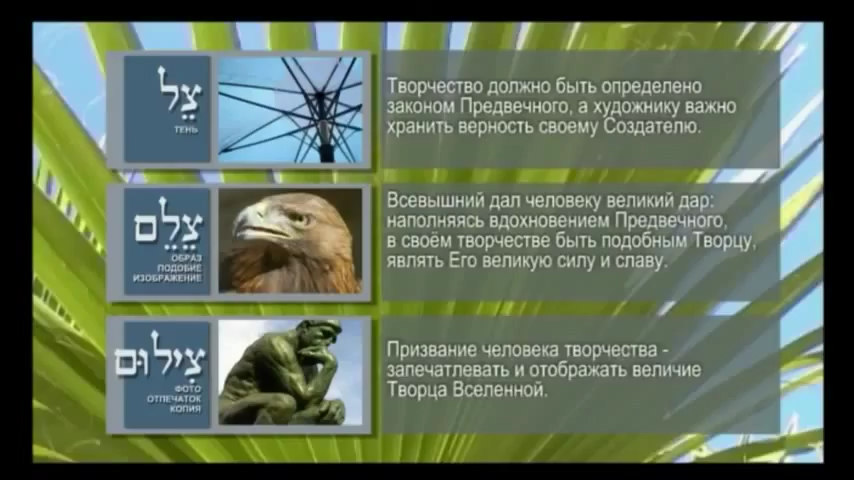 צֵל
ТЕНЬ
Творчество должно быть определено
законом Предвечного, а художнику важно
хранить верность своему Создателю.
צֶלֶם
ОБРАЗ
ПОДОБИЕ
ИЗОБРАЖЕНИЕ
Всевышний дал человеку великий дар:
наполняясь вдохновением Предвечного,
в своём творчестве быть подобным Творцу,
являть Его великую силу и славу.
צִילוּם
ФОТО
ОТПЕЧАТОК
КОПИЯ
Призвание человека творчества -
запечатлевать и отображать величие
Творца Вселенной.